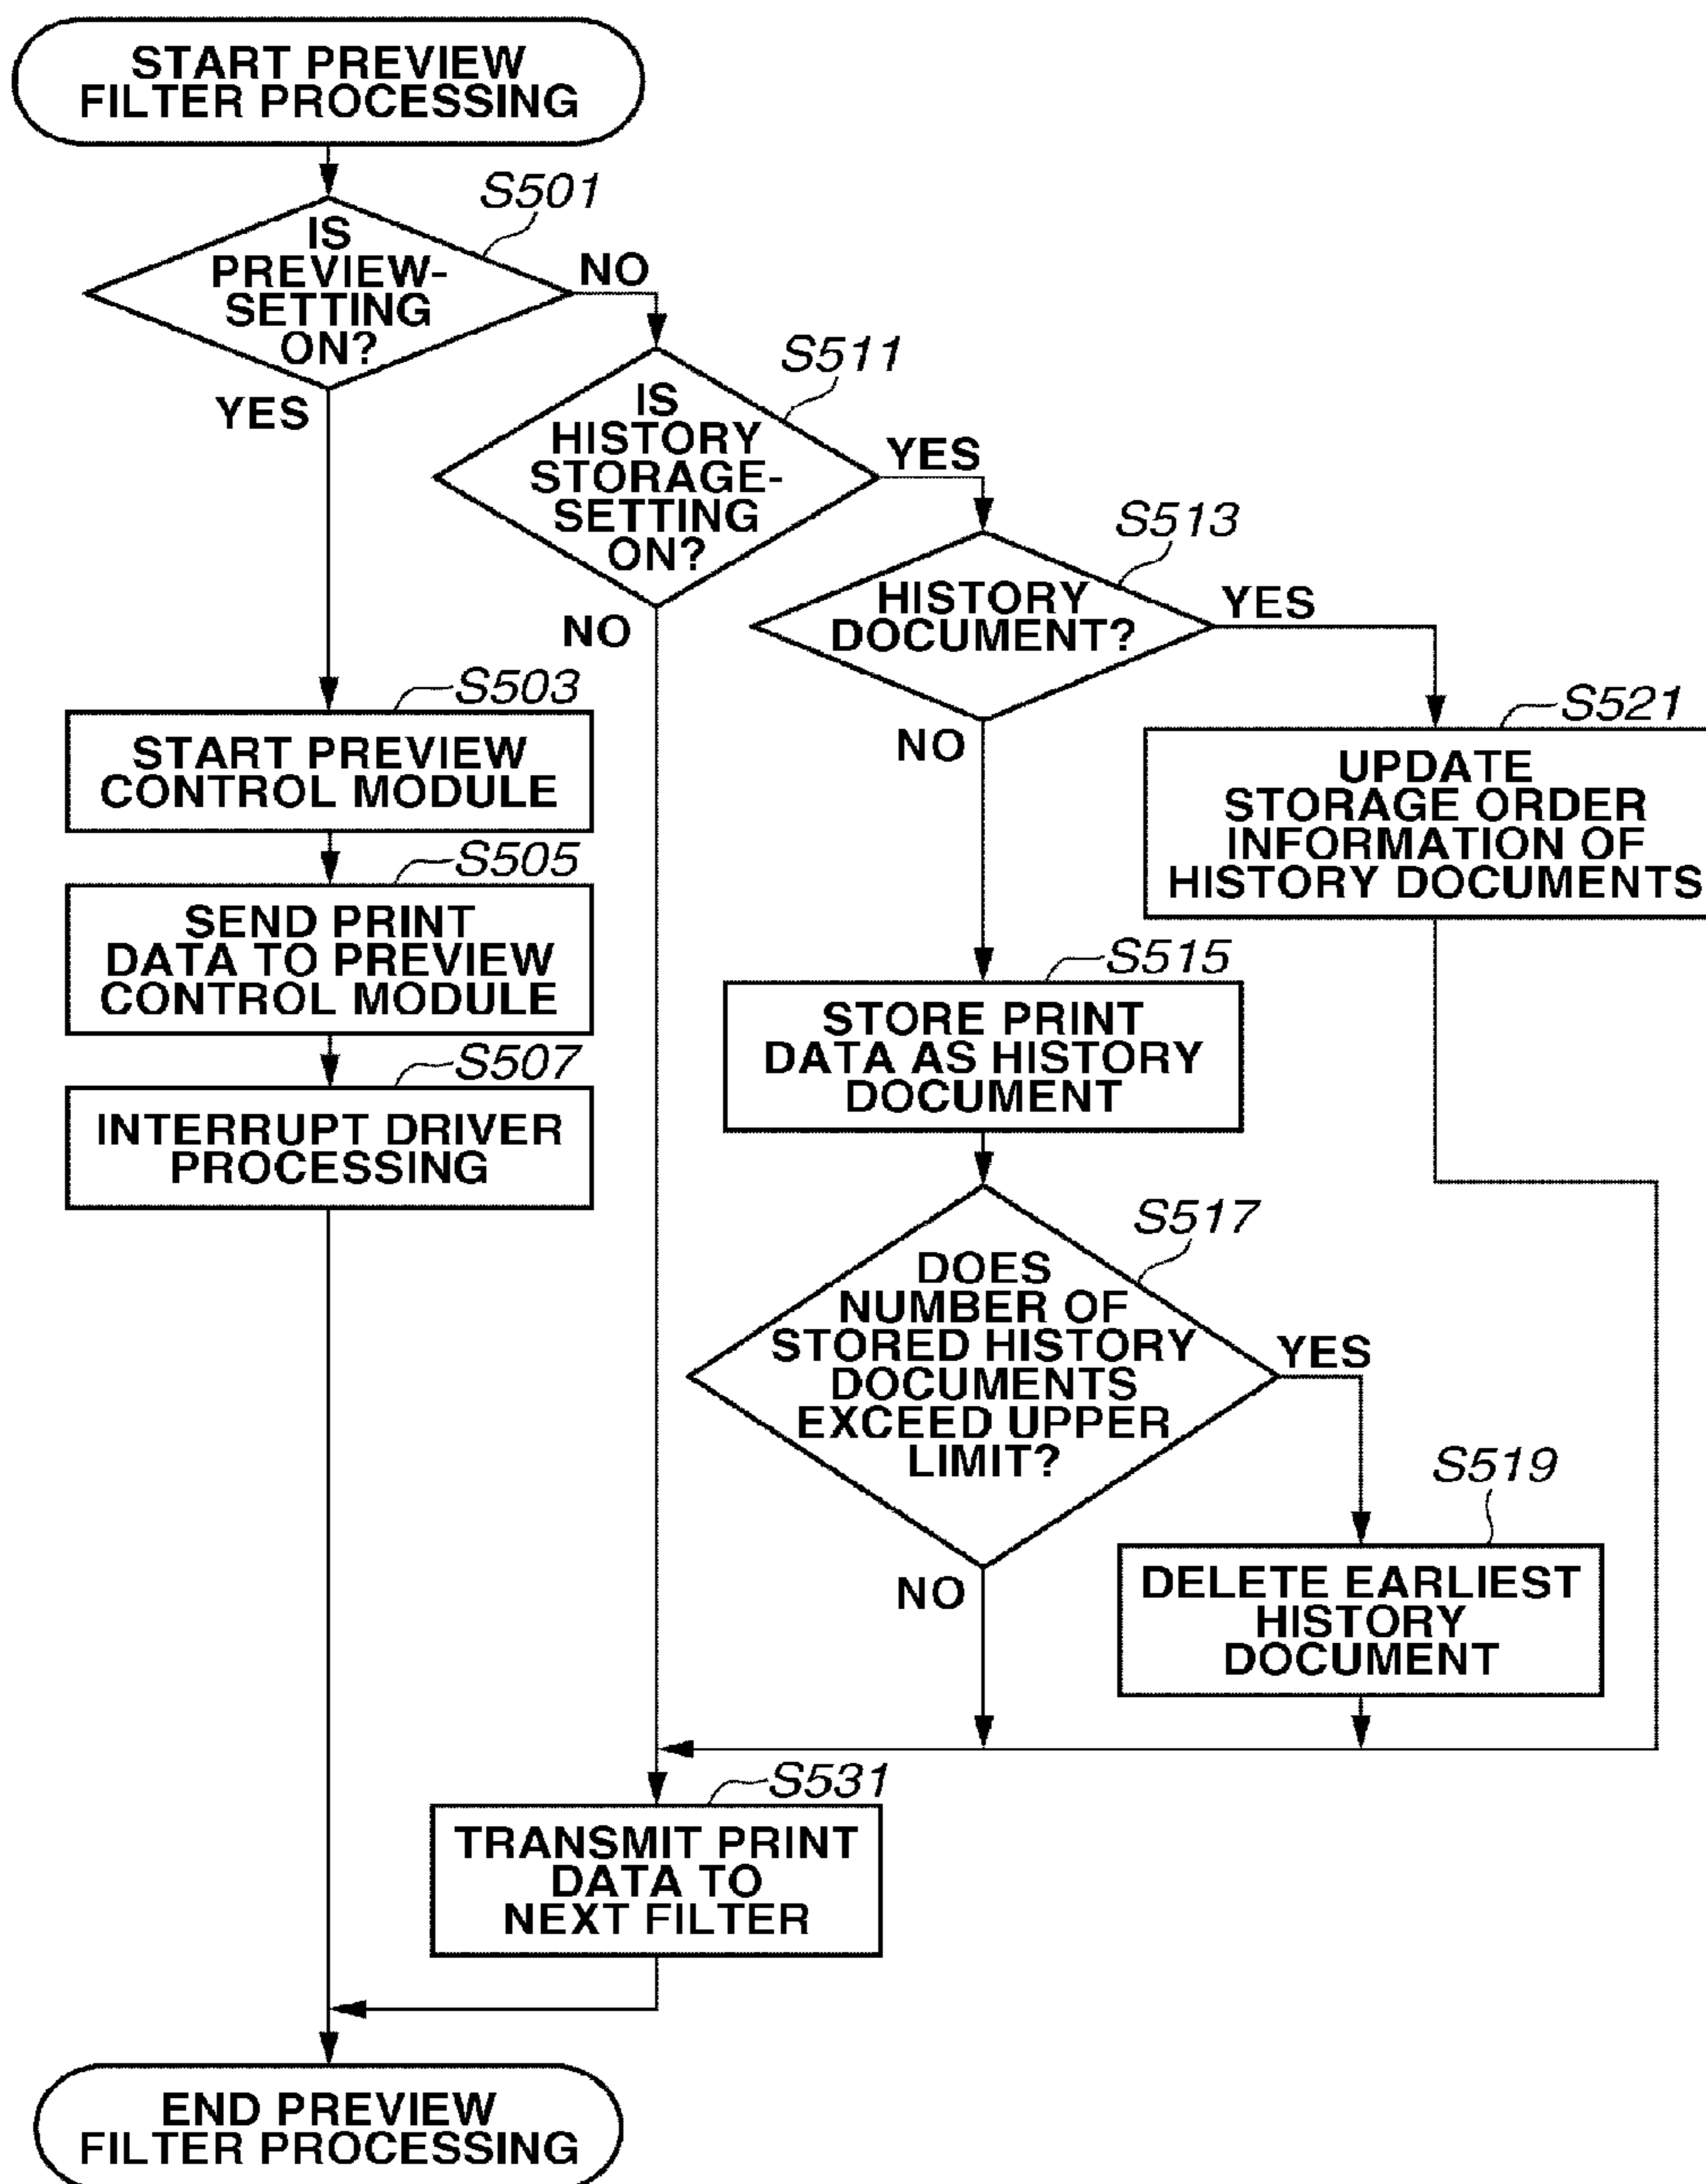 START PREVIEW
FILTER PROCESSING
S501
IS
PREVIEW-
SETTING
ON?
NO
YES
S511
IS
HISTORY
STORAGE-
SETTING
ON?
YES
NO
S513
HISTORY
DOCUMENT?
YES
NO
S503
START PREVIEW
CONTROL MODULE
S521
UPDATE
STORAGE ORDER
INFORMATION OF
HISTORY DOCUMENTS
S505
SEND PRINT
DATA TO PREVIEW
CONTROL MODULE
S515
STORE PRINT
DATA AS HISTORY
DOCUMENT
S507
INTERRUPT DRIVER
PROCESSING
S517
DOES
NUMBER OF
STORED HISTORY
DOCUMENTS
EXCEED UPPER
LIMIT?
YES
NO
S519
DELETE EARLIEST
HISTORY
DOCUMENT
S531
TRANSMIT PRINT
DATA TO
NEXT FILTER
END PREVIEW
FILTER PROCESSING